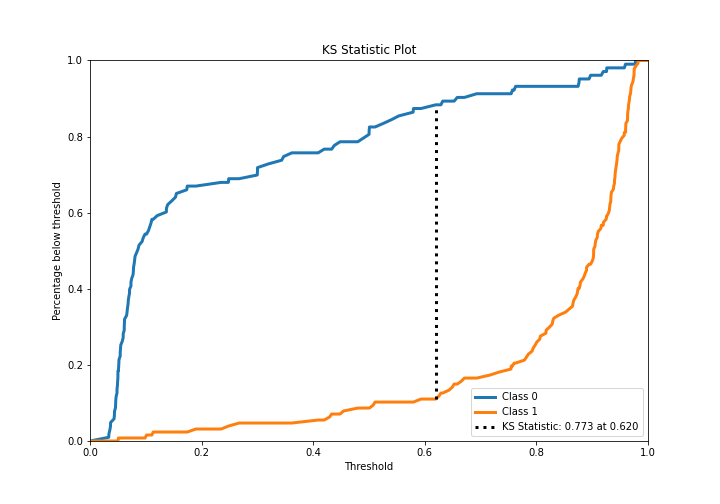 KS Statistic Plot
1.0
0.8
0.6
0.4
0.2
0.0
Percentage below threshold
0.0 0.2 0.4 0.6 0.8 1.0
Threshold
Class 0
Class 1
KS Statistic: 0.773 at 0.620